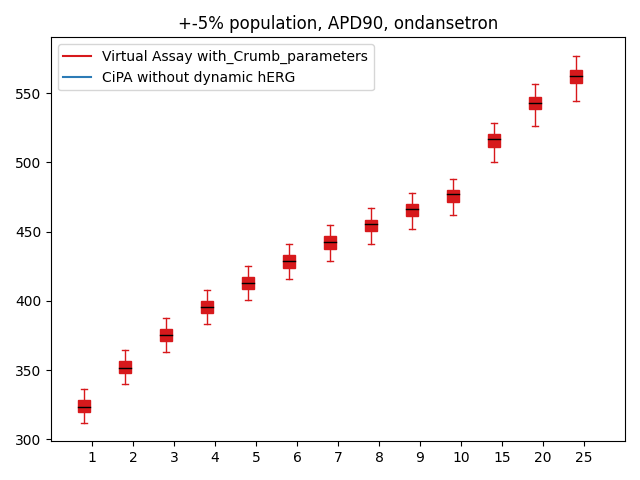 +-5% population, APD90, ondansetron
Virtual Assay with_Crumb_parameters
CiPA without dynamic hERG
550
500
450
400
350
300
1 2 3 4 5 6 7 8 9 10 15 20 25